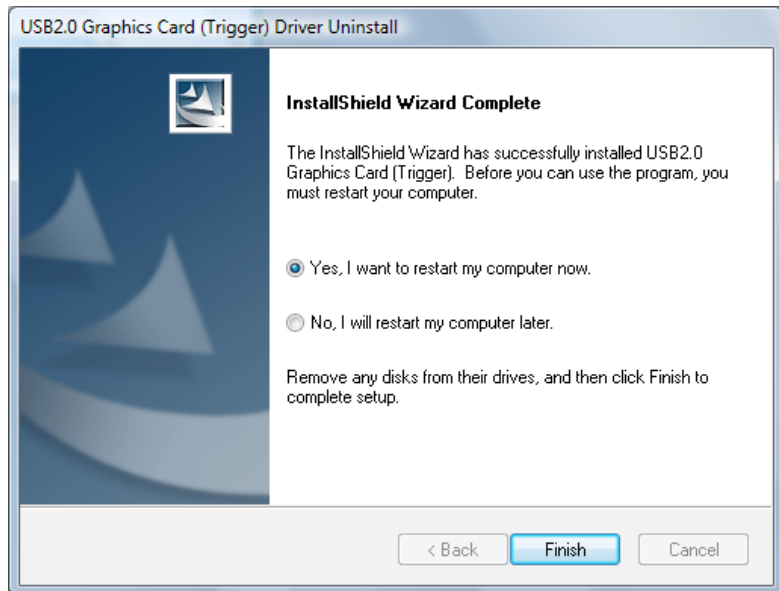 USB2.0 Graphics Card (Trigger) Driver Uninstall
InstallShield Wizard Complete
The InstallShield Wizard has successfully installed USB2.0
Graphics Card (Trigger).  Before you can use the program, you
must restart your computer.
Yes, I want to restart my computer now.
No, I will restart my computer later.
Remove any disks from their drives, and then click Finish to
complete setup.
< Back
Finish
Cancel